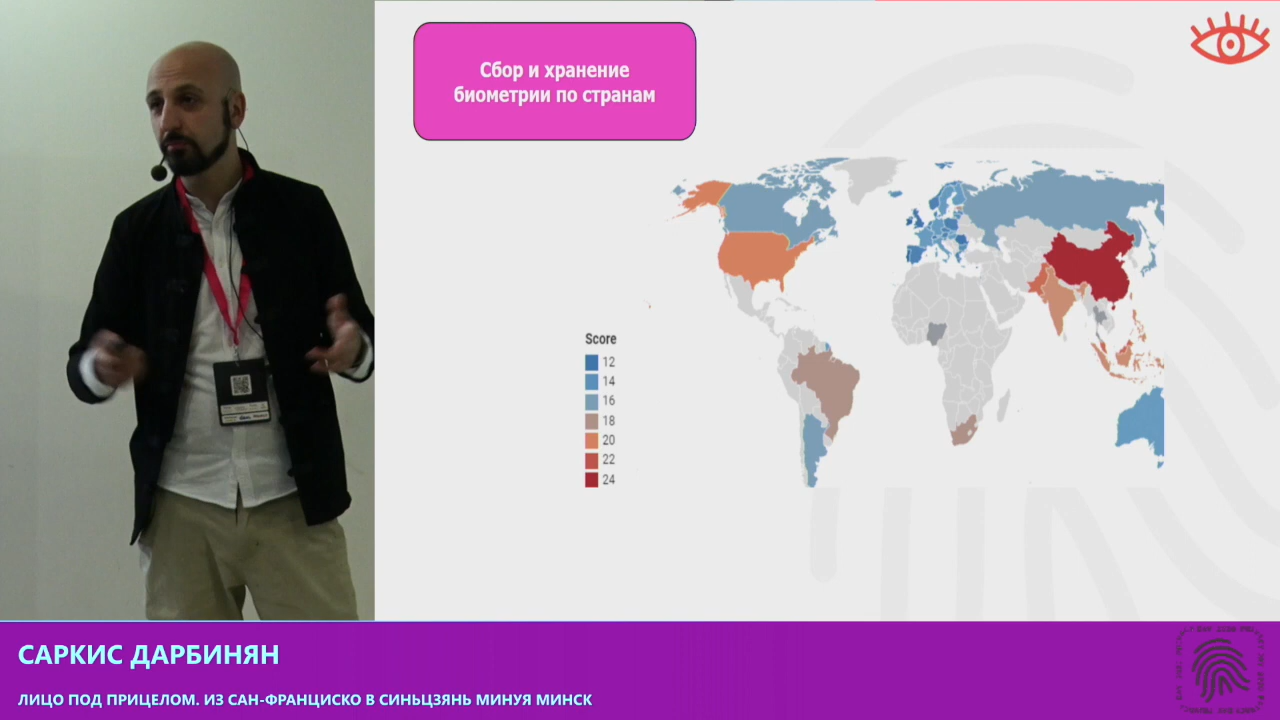 Сбор и хранение
биометрии по странам
Score
12
14
16
18
20
22
24
САРКИС ДАРБИНЯН
ЛИЦО ПОД ПРИЦЕЛОМ. ИЗ САН-ФРАНЦИСКО В СИНЬЦЗЯНЬ МИНУЯ МИНСК